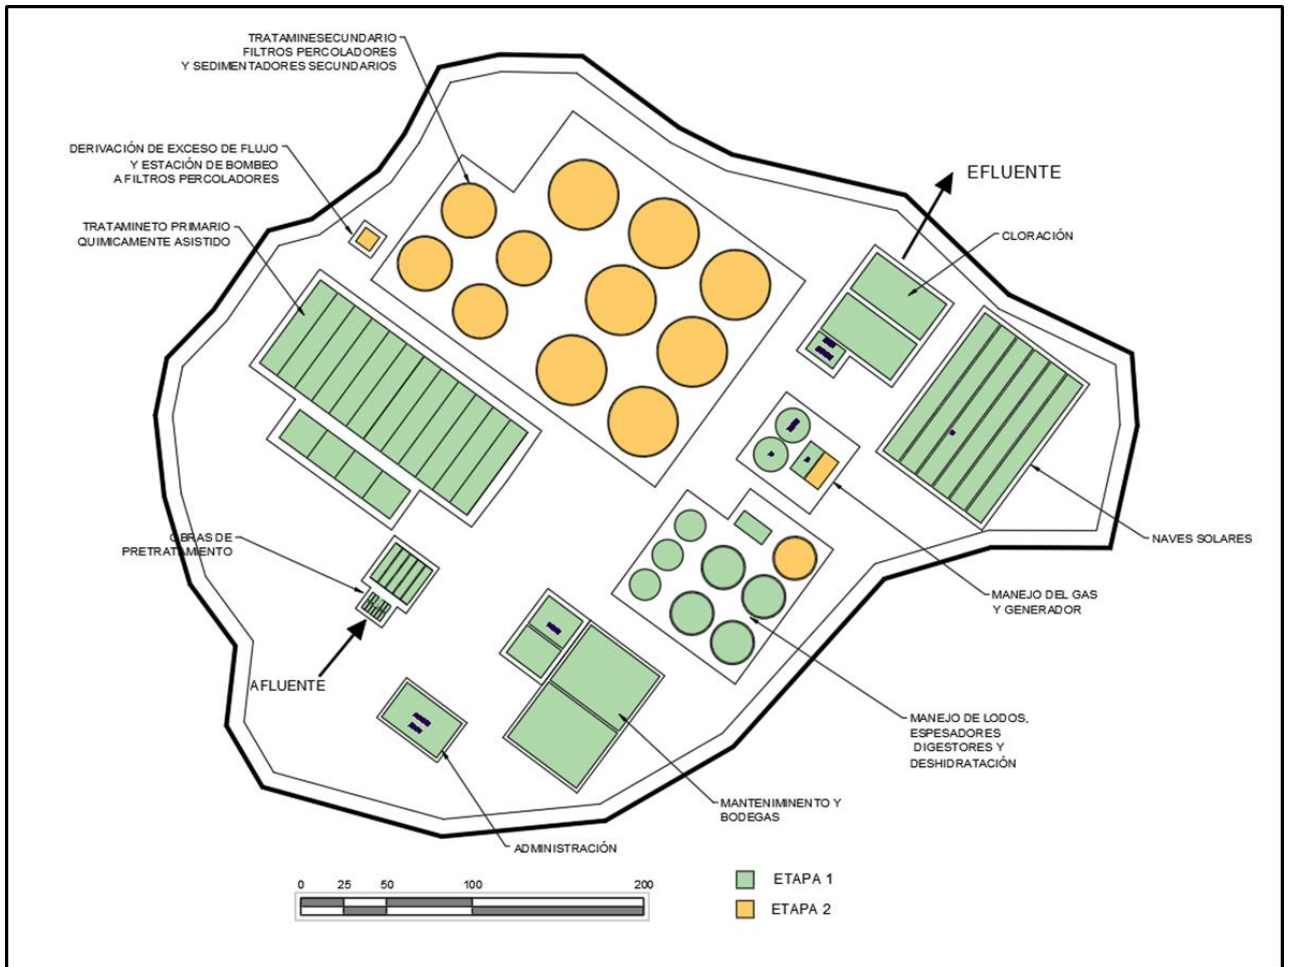 TRATAMINESECUNDARIO
FILTROS PERCOLADORES
Y SEDIMENTADORES SECUNDARIOS
DERIVACIÓN DE EXCESO DE FLUJO
Y ESTACIÓN DE BOMBEO
A FILTROS PERCOLADORES
TRATAMINETO PRIMARIO
QUIMICAMENTE ASISTIDO
EFLUENTE
CLORACIÓN
OBRAS DE
PRETRATAMIENTO
AFLUENTE
NAVES SOLARES
MANEJO DEL GAS
Y GENERADOR
MANEJO DE LODOS,
ESPESADORES
DIGESTORES Y
DESHIDRATACIÓN
MANTENIMINENTO Y
BODEGAS
ADMINISTRACIÓN
0 25 50 100 200
ETAPA 1
ETAPA 2